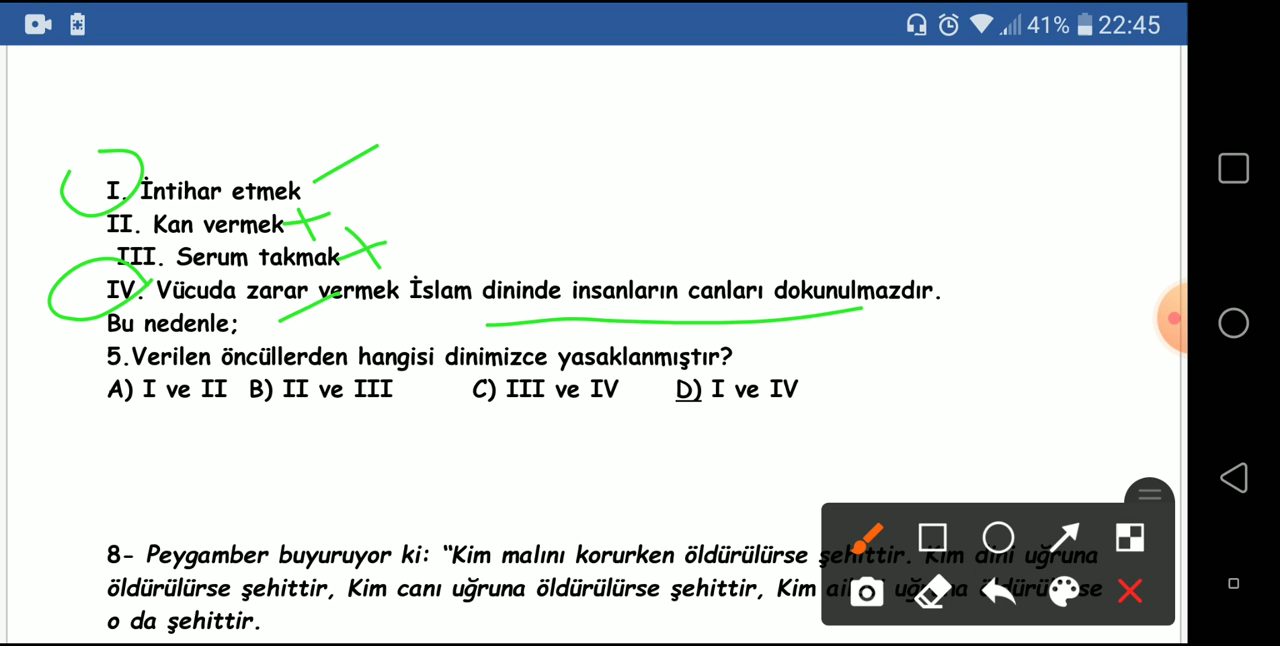 41% 22:45
I. İntihar etmek
II. Kan vermek
III. Serum takmak
IV. Vücuda zarar vermek İslam dininde insanların canları dokunulmazdır.
Bu nedenle;
5.Verilen öncüllerden hangisi dinimizce yasaklanmıştır?
A) I ve II B) II ve III C) III ve IV D) I ve IV
8- Peygamber buyuruyor ki: “Kim malını korurken öldürülürse şehittir. Kim dini uğruna
öldürülürse şehittir, Kim canı uğruna öldürülürse şehittir, Kim
o da şehittir.